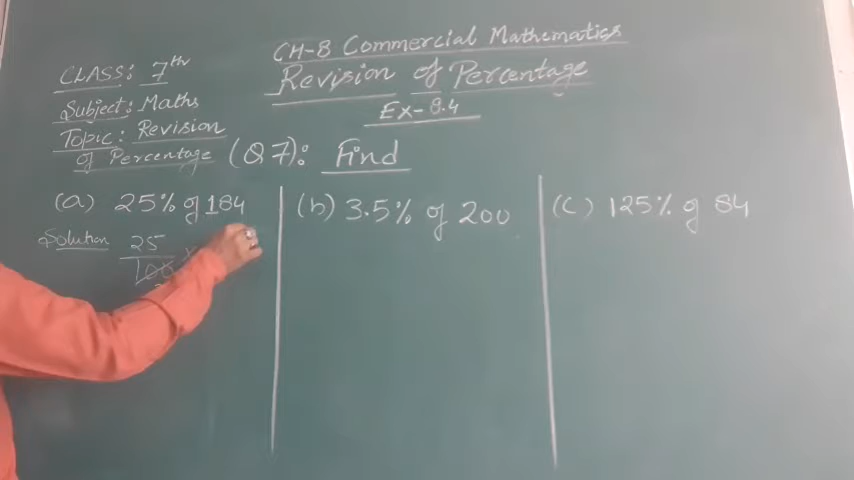 CH-8 Commercial Mathematics
Revision of Percentage
Ex-8.4
CLASS: 7th
Subject: Maths
Topic: Revision
of Percentage
(Q7): Find
(a) 25% of 184
Solution 25
100
(b) 3.5% of 200
(c) 125% of 84